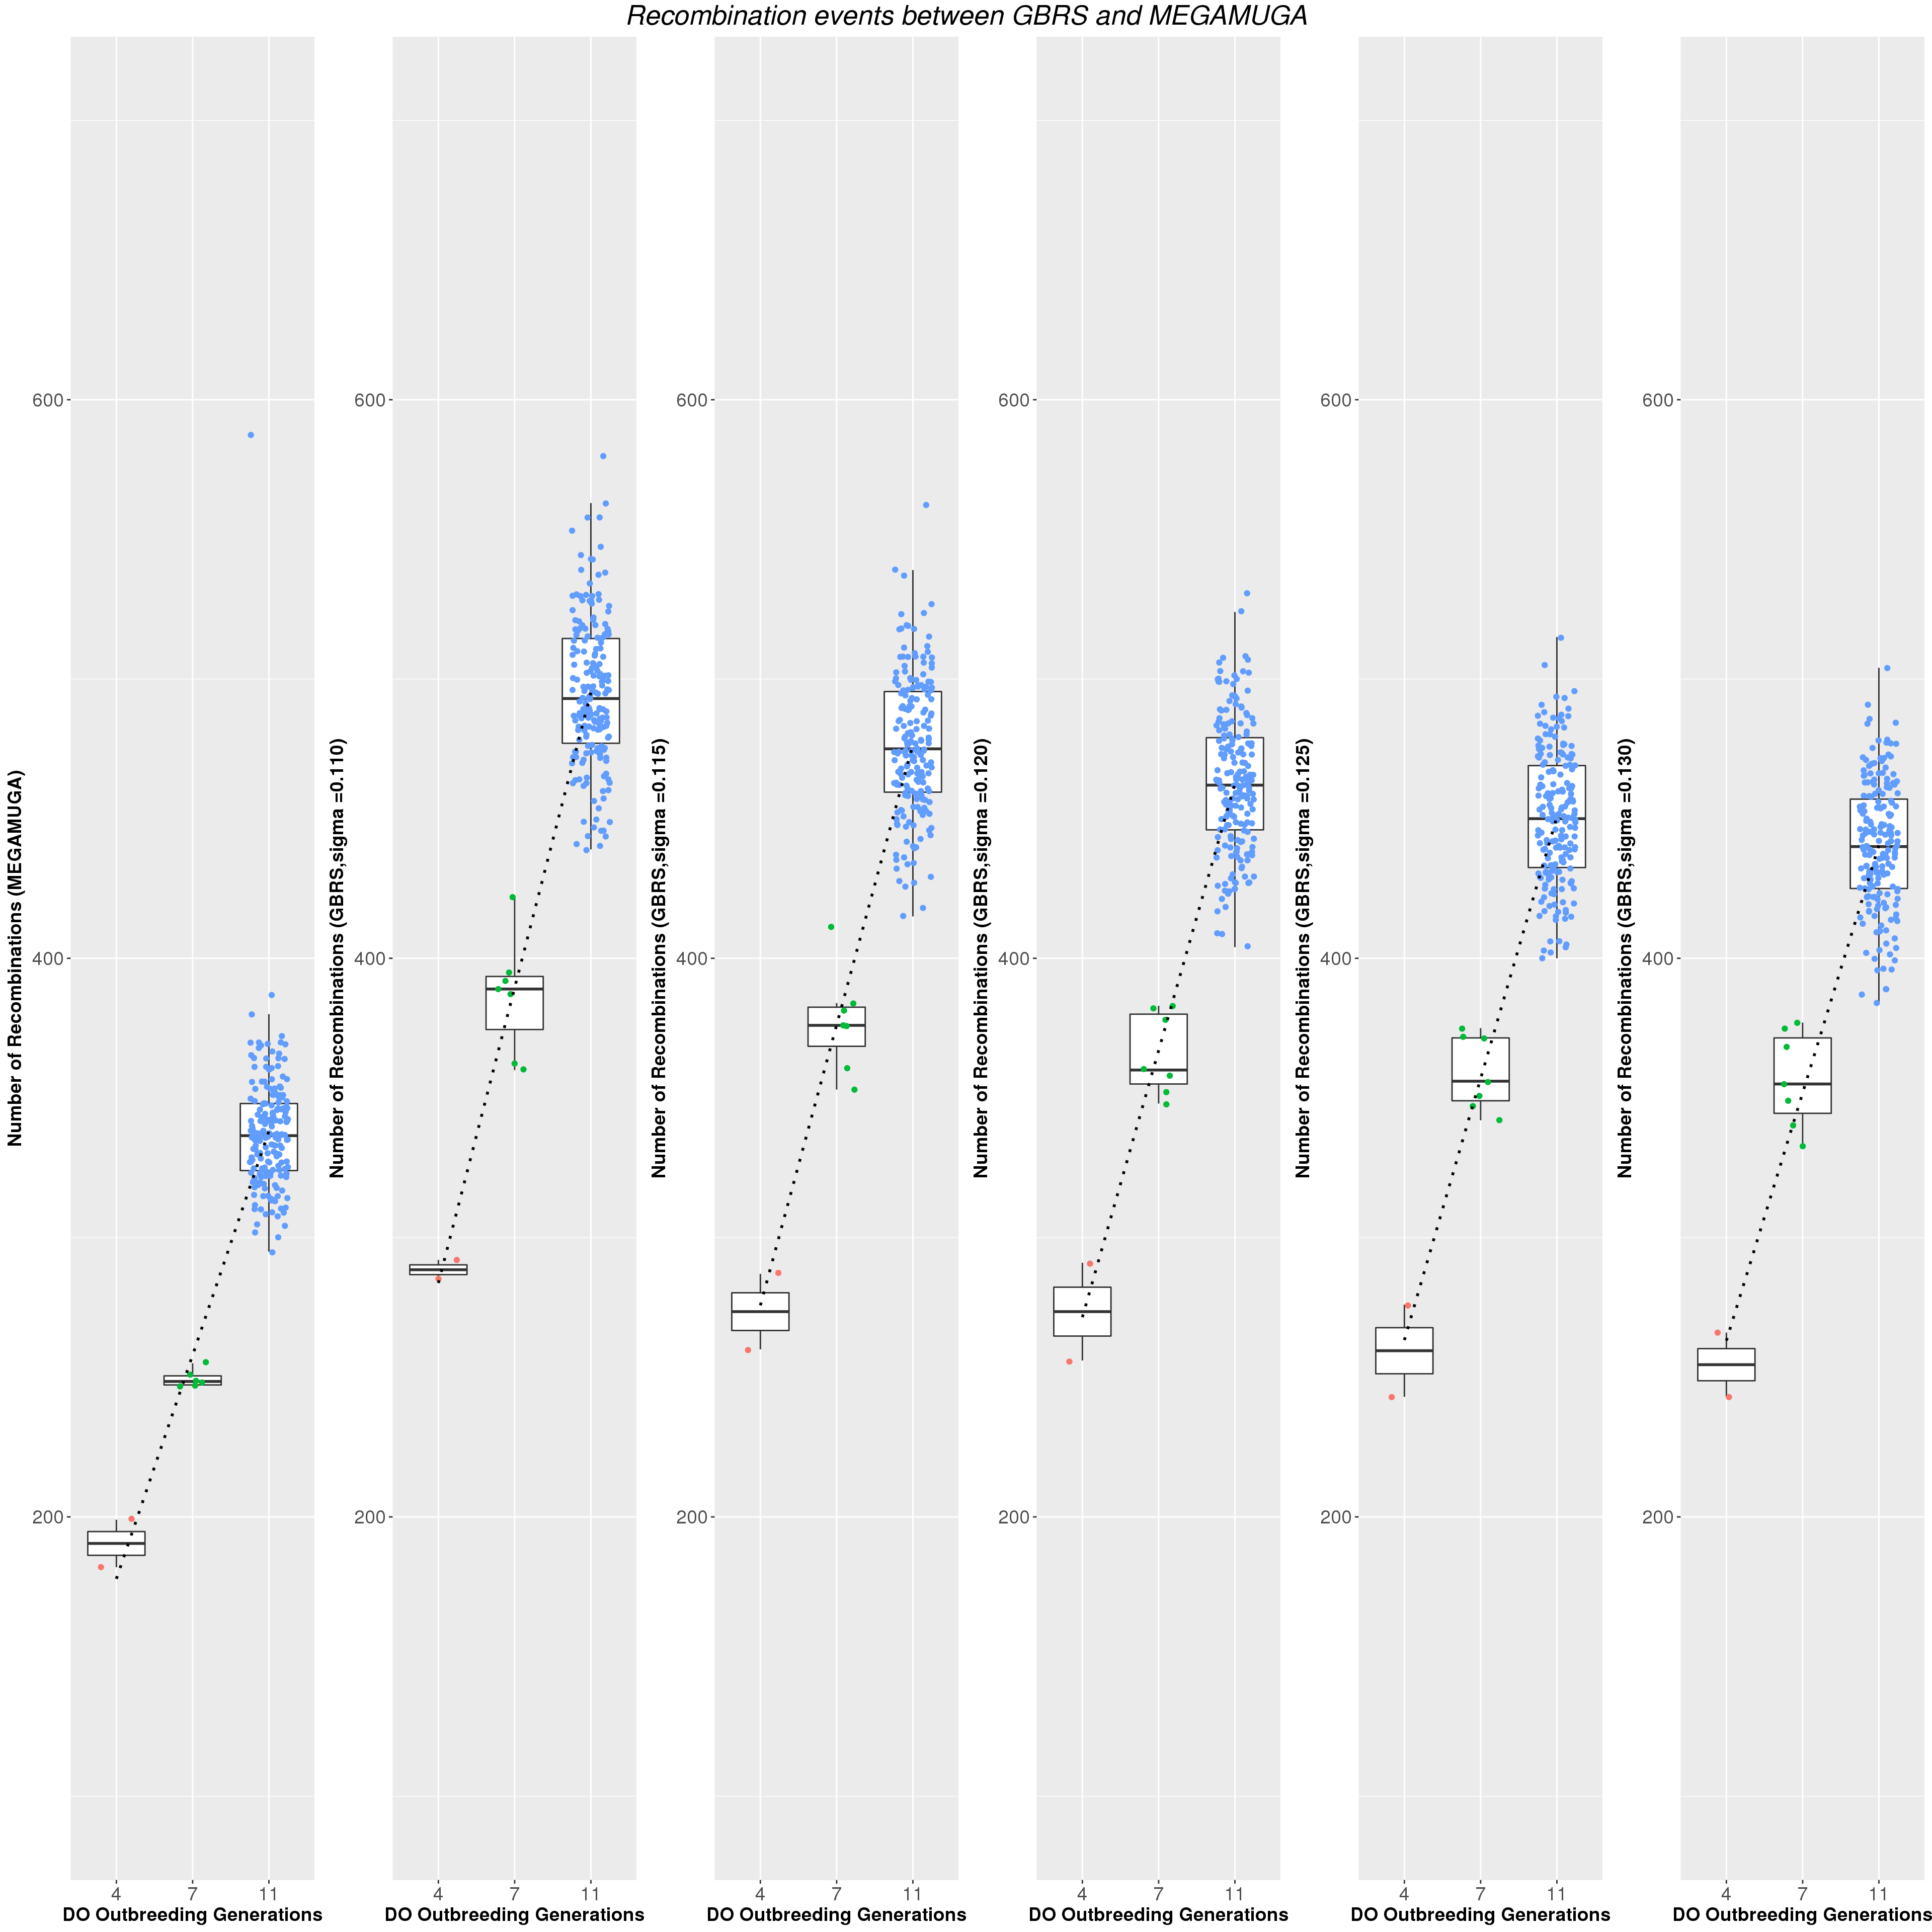 Recombination events between GBRS and MEGAMUGA
Number of Recombinations (MEGAMUGA)
600
400
200
4 7 11
DO Outbreeding Generations
Number of Recombinations (GBRS,sigma =0.110)
600
400
200
4 7 11
DO Outbreeding Generations
Number of Recombinations (GBRS,sigma =0.115)
600
400
200
4 7 11
DO Outbreeding Generations
Number of Recombinations (GBRS,sigma =0.120)
600
400
200
4 7 11
DO Outbreeding Generations
Number of Recombinations (GBRS,sigma =0.125)
600
400
200
4 7 11
DO Outbreeding Generations
Number of Recombinations (GBRS,sigma =0.130)
600
400
200
4 7 11
DO Outbreeding Generations